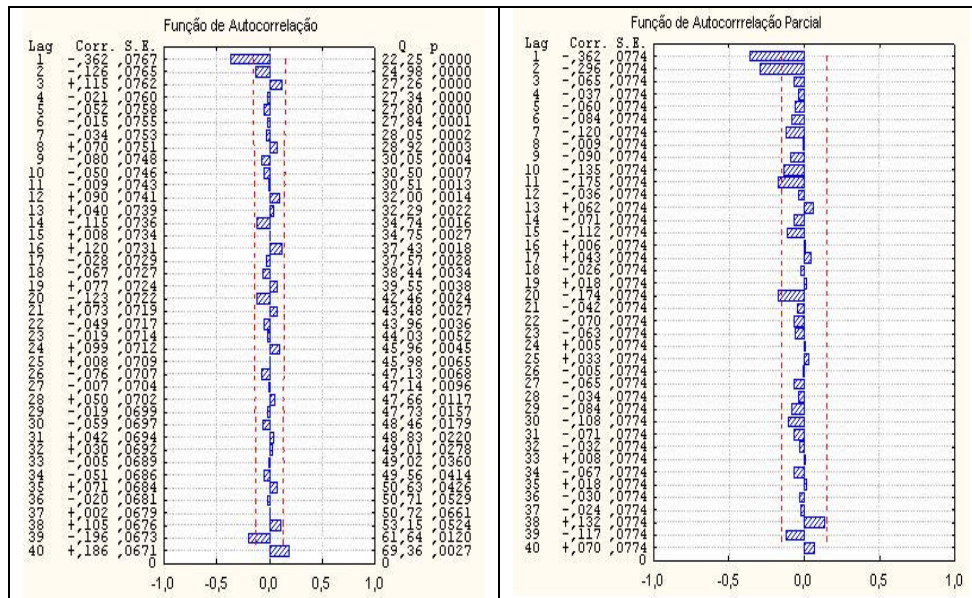 Função de Autocorrelação
Lag Corr. S.E. Q p
1 -,362 ,0767 22,25 ,0000
2 -,126 ,0765 24,98 ,0000
3 +,115 ,0762 27,26 ,0000
4 -,021 ,0760 27,34 ,0000
5 -,052 ,0758 27,80 ,0000
6 -,015 ,0755 27,84 ,0001
7 -,034 ,0753 28,05 ,0002
8 +,070 ,0751 28,92 ,0003
9 -,080 ,0748 30,05 ,0004
10 -,050 ,0746 30,50 ,0007
11 -,009 ,0743 30,51 ,0013
12 +,090 ,0741 32,00 ,0014
13 +,040 ,0739 32,29 ,0022
14 -,115 ,0736 34,74 ,0016
15 +,008 ,0734 34,75 ,0027
16 +,120 ,0731 37,43 ,0018
17 -,028 ,0729 37,57 ,0028
18 -,067 ,0727 38,44 ,0034
19 +,077 ,0724 39,55 ,0038
20 -,123 ,0722 42,46 ,0024
21 +,073 ,0719 43,48 ,0027
22 -,049 ,0717 43,96 ,0036
23 -,019 ,0714 44,03 ,0052
24 +,099 ,0712 45,96 ,0045
25 +,008 ,0709 45,98 ,0065
26 -,076 ,0707 47,13 ,0068
27 -,007 ,0704 47,14 ,0096
28 +,050 ,0702 47,66 ,0117
29 -,019 ,0699 47,73 ,0157
30 -,059 ,0697 48,46 ,0179
31 +,042 ,0694 48,83 ,0220
32 +,030 ,0692 49,01 ,0278
33 -,005 ,0689 49,02 ,0360
34 -,051 ,0686 49,56 ,0414
35 +,071 ,0684 50,63 ,0426
36 -,020 ,0681 50,71 ,0529
37 +,002 ,0679 50,72 ,0661
38 +,105 ,0676 53,15 ,0524
39 -,196 ,0673 61,64 ,0120
40 +,186 ,0671 69,36 ,0027
0 0
-1,0 -0,5 0,0 0,5 1,0
Função de Autocorrrelação Parcial
Lag Corr. S.E.
1 -,362 ,0774
2 -,296 ,0774
3 -,065 ,0774
4 -,037 ,0774
5 -,060 ,0774
6 -,084 ,0774
7 -,120 ,0774
8 -,009 ,0774
9 -,090 ,0774
10 -,135 ,0774
11 -,175 ,0774
12 -,036 ,0774
13 +,062 ,0774
14 -,071 ,0774
15 -,112 ,0774
16 +,006 ,0774
17 +,043 ,0774
18 -,026 ,0774
19 +,018 ,0774
20 -,174 ,0774
21 -,042 ,0774
22 -,070 ,0774
23 -,063 ,0774
24 +,005 ,0774
25 +,033 ,0774
26 -,005 ,0774
27 -,065 ,0774
28 -,034 ,0774
29 -,084 ,0774
30 -,108 ,0774
31 -,071 ,0774
32 -,032 ,0774
33 +,008 ,0774
34 -,067 ,0774
35 +,018 ,0774
36 -,030 ,0774
37 -,024 ,0774
38 +,132 ,0774
39 -,117 ,0774
40 +,070 ,0774
0
-1,0 -0,5 0,0 0,5 1,0